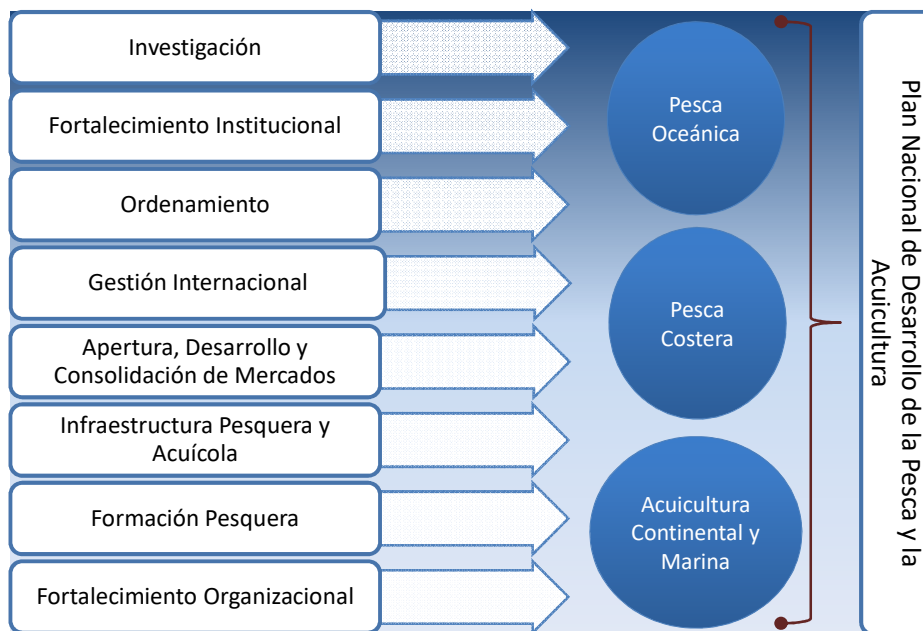 Investigación
Fortalecimiento Institucional
Ordenamiento
Gestión Internacional
Apertura, Desarrollo y
Consolidación de Mercados
Infraestructura Pesquera y
Acuícola
Formación Pesquera
Fortalecimiento Organizacional
Pesca
Oceánica
Pesca
Costera
Acuicultura
Continental y
Marina
Plan Nacional de Desarrollo de la Pesca y la
Acuicultura